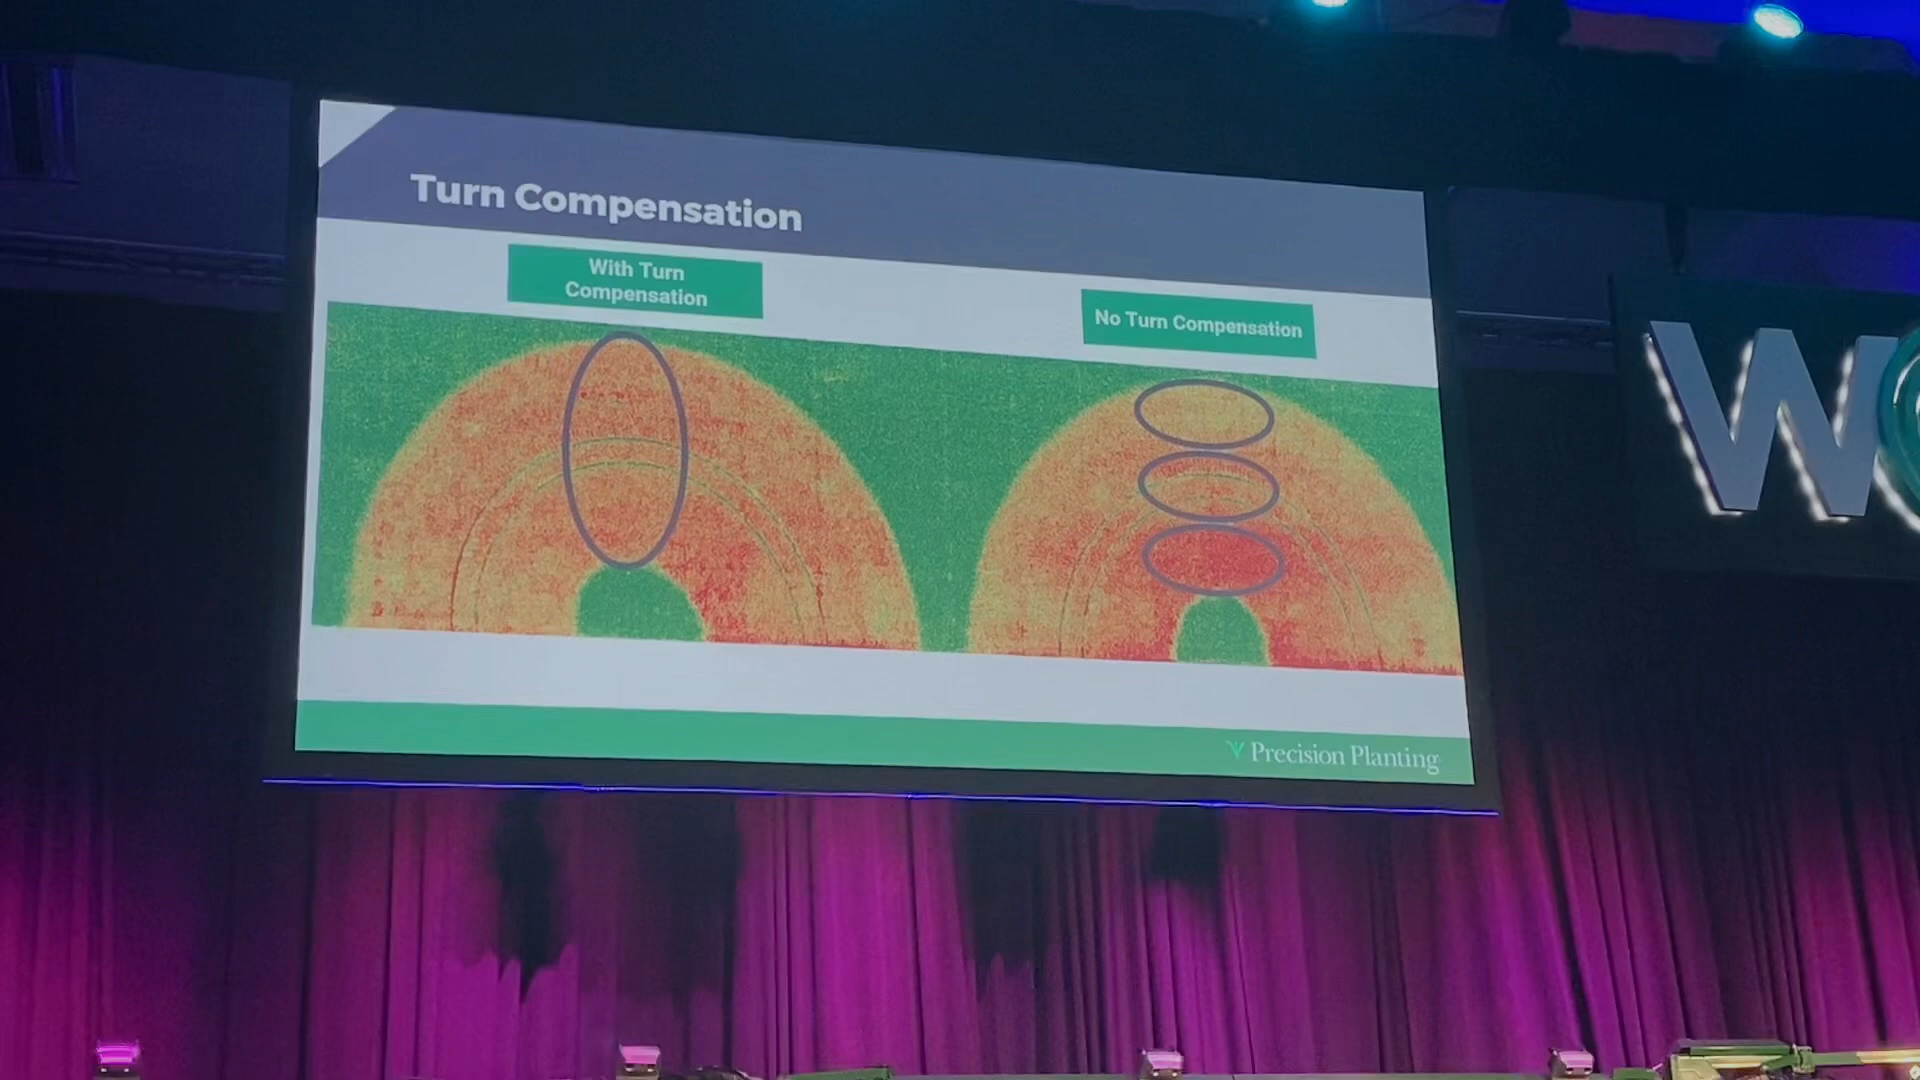 Turn Compensation
With Turn
Compensation
No Turn Compensation
Precision Planting
W